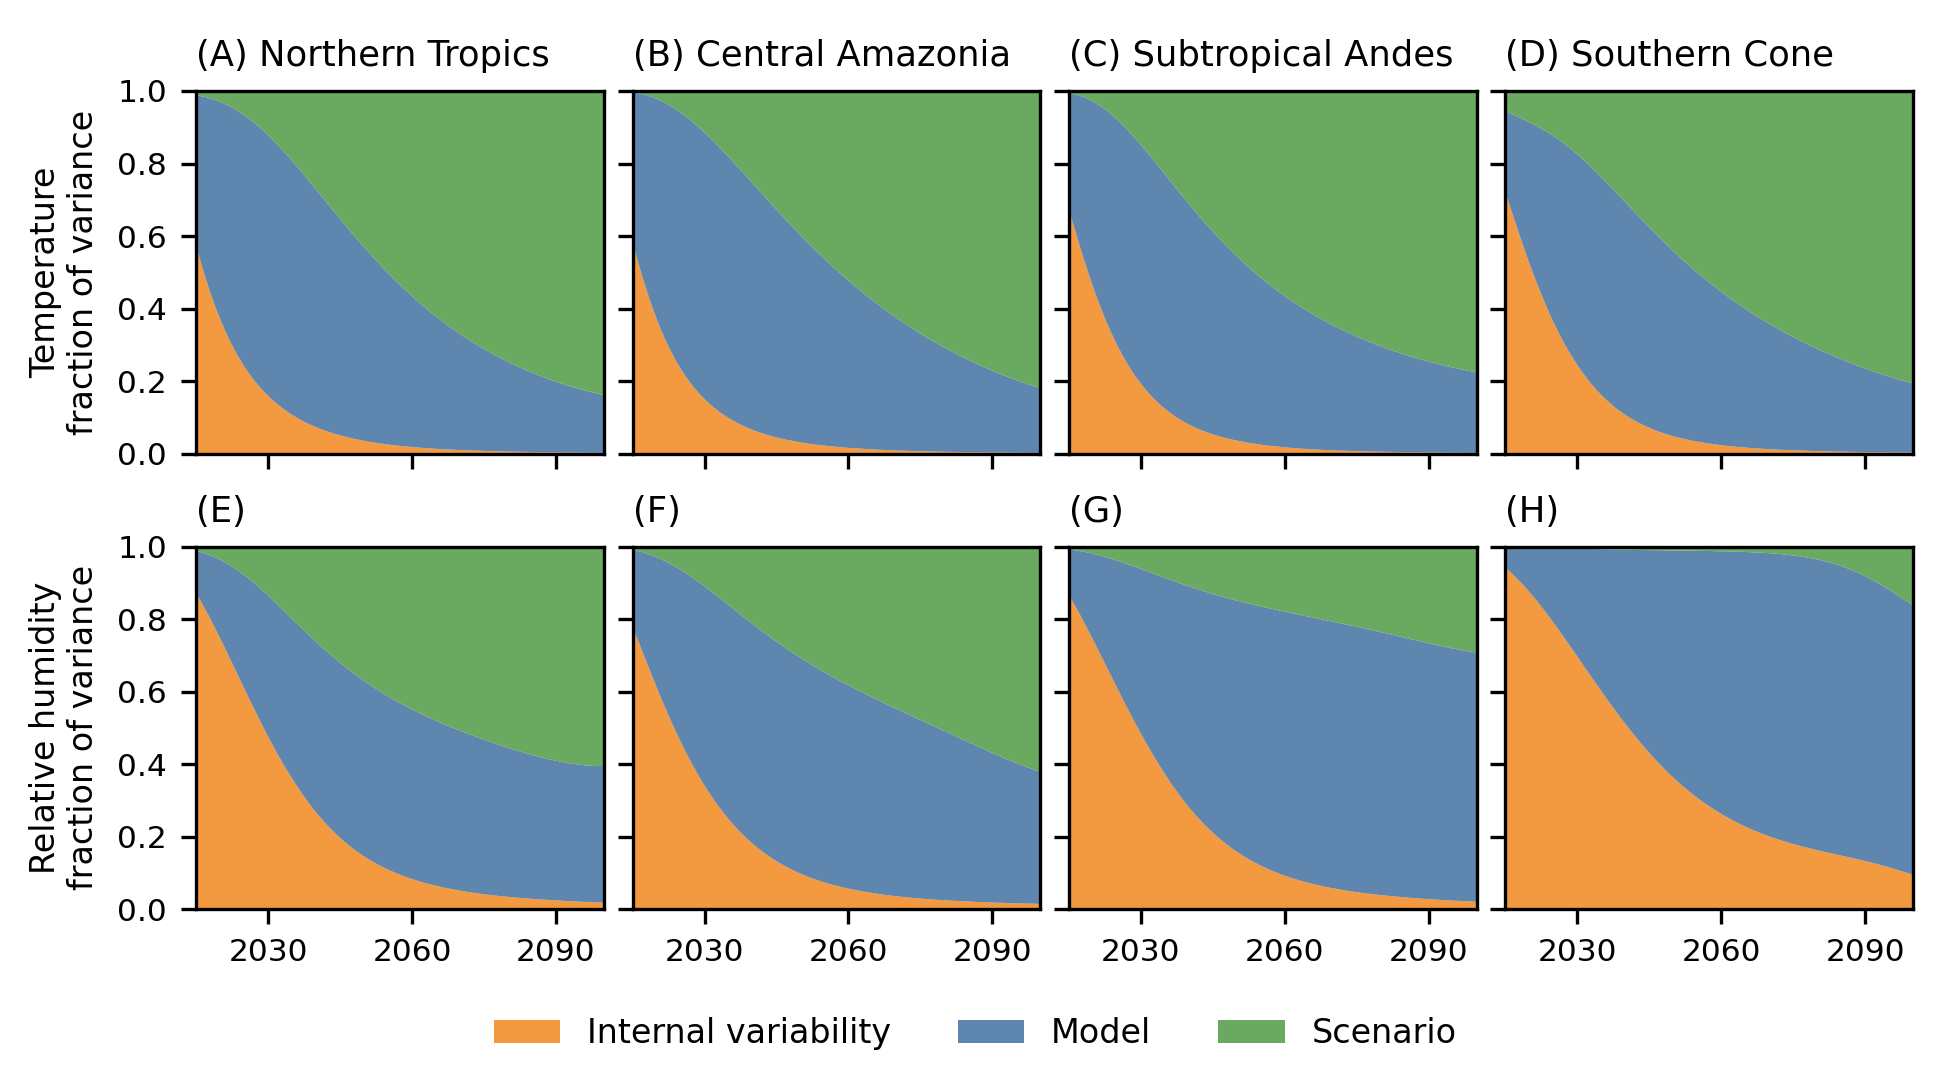 (A) Northern Tropics
(B) Central Amazonia
(C) Subtropical Andes
(D) Southern Cone
Temperature
fraction of variance
1.0
0.8
0.6
0.4
0.2
0.0
(E)
(F)
(G)
(H)
Relative humidity
fraction of variance
1.0
0.8
0.6
0.4
0.2
0.0
2030 2060 2090
2030 2060 2090
2030 2060 2090
2030 2060 2090
Internal variability
Model
Scenario